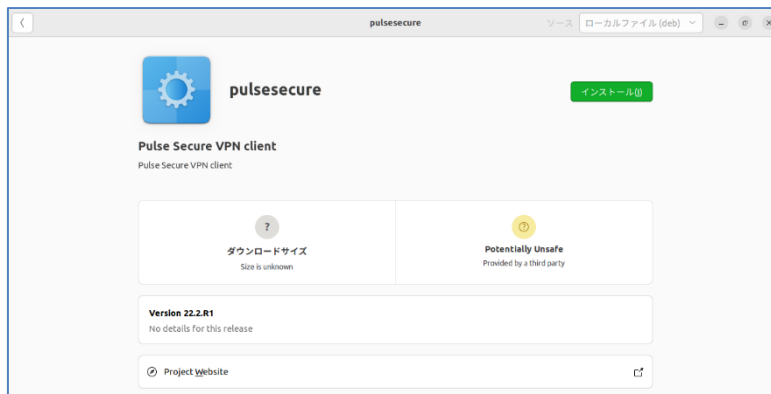 pulsesecure
ソース ローカルファイル (deb)
pulsesecure
インストール(I)
Pulse Secure VPN client
Pulse Secure VPN client
?
ダウンロードサイズ
Size is unknown
Potentially Unsafe
Provided by a third party
Version 22.2.R1
No details for this release
Project Website